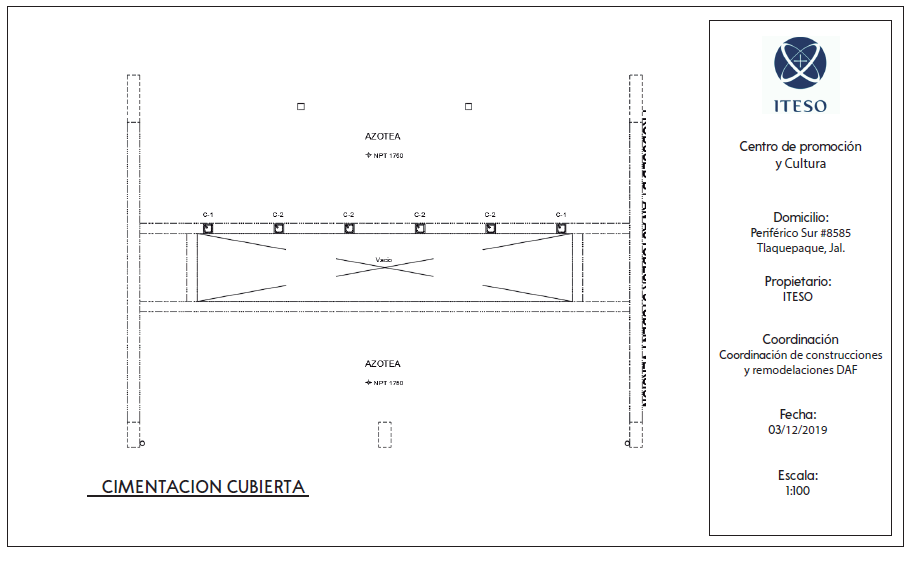 AZOTEA
NPT 1760
C-1 C-2 C-2 C-2 C-2 C-1
Vacio
AZOTEA
NPT 1760
CIMENTACION CUBIERTA
ITESO
Centro de promoción
y Cultura
Domicilio:
Periférico Sur #8585
Tlaquepaque, Jal.
Propietario:
ITESO
Coordinación
Coordinación de construcciones
y remodelaciones DAF
Fecha:
03/12/2019
Escala:
1:100